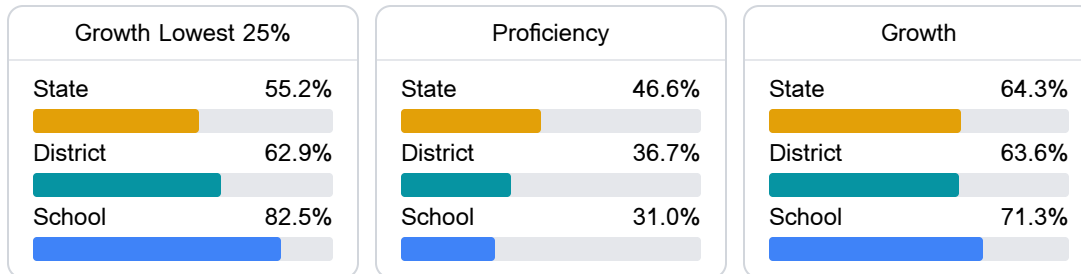 Growth Lowest 25%
State 55.2%
District 62.9%
School 82.5%
Proficiency
State 46.6%
District 36.7%
School 31.0%
Growth
State 64.3%
District 63.6%
School 71.3%